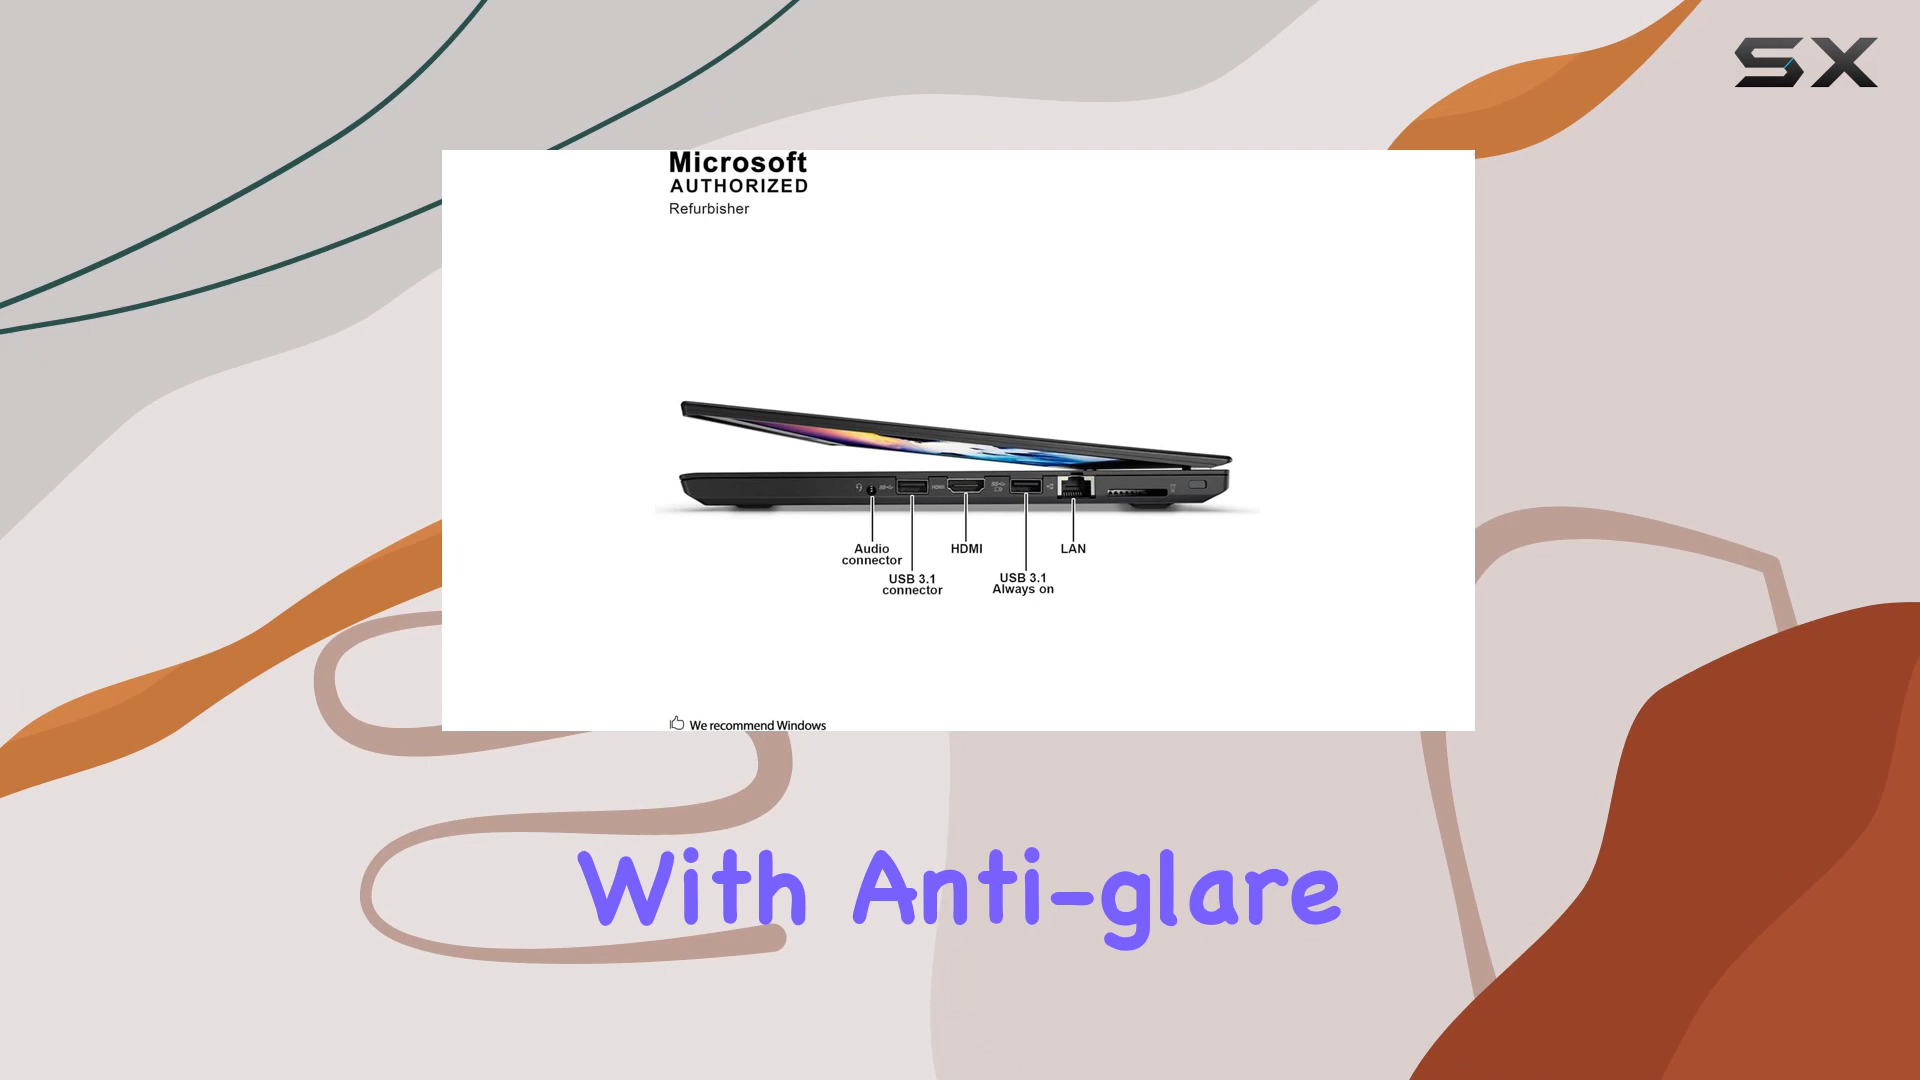 SX
Microsoft
AUTHORIZED
Refurbisher
Audio
connector
USB 3.1
connector
HDMI
USB 3.1
Always on
LAN
We recommend Windows
With Anti-glare